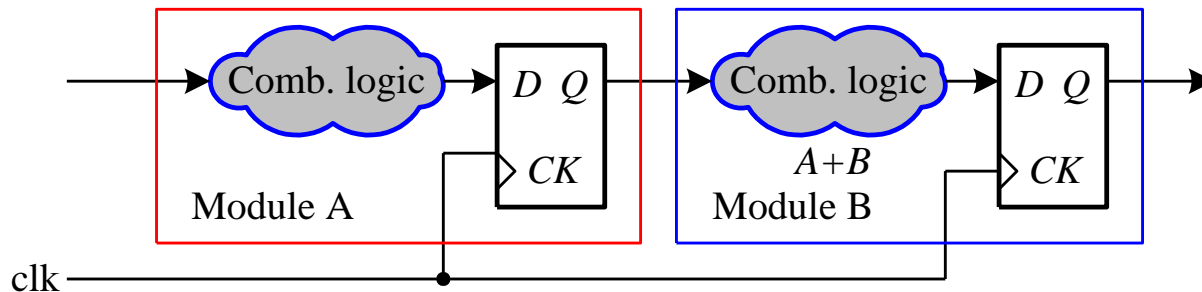 Comb. logic D Q Comb. logic D Q
CK A+B CK
Module A Module B
clk